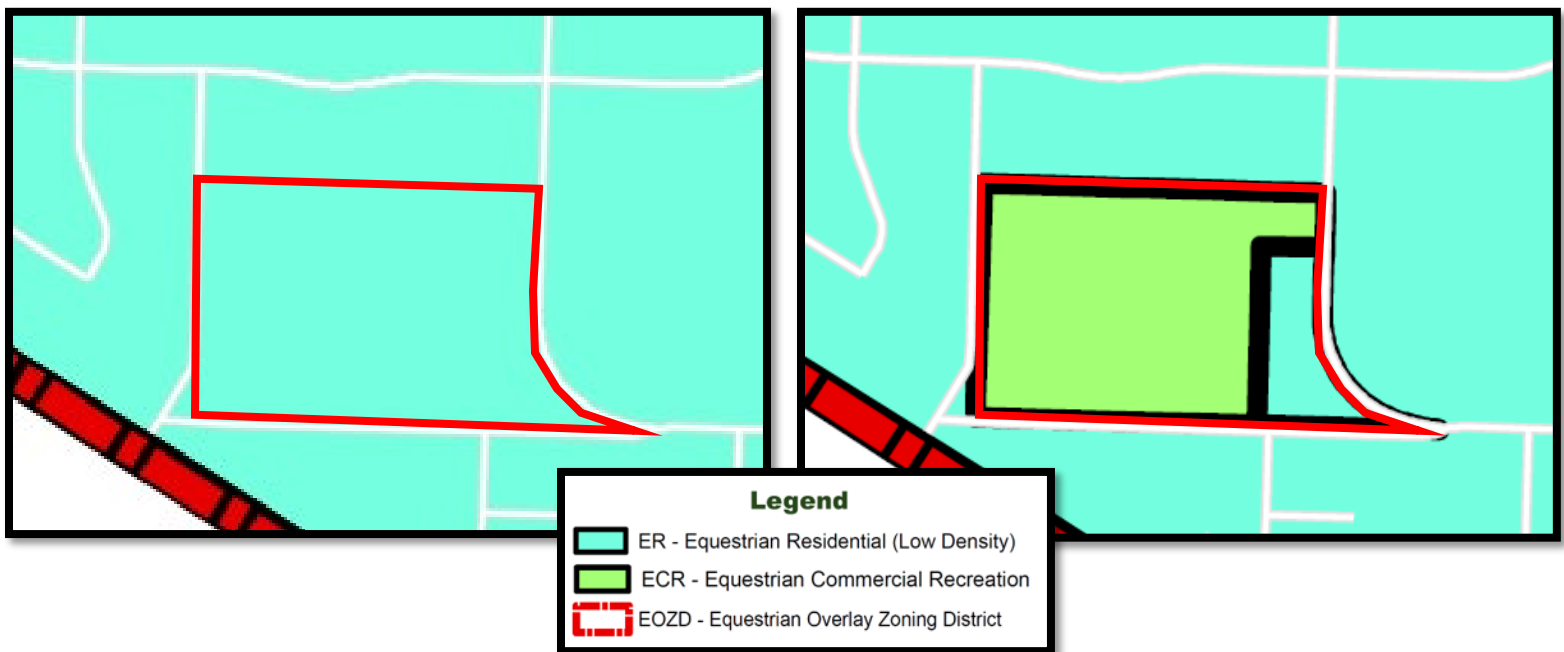 Legend
ER - Equestrian Residential (Low Density)
ECR - Equestrian Commercial Recreation
EOZD - Equestrian Overlay Zoning District